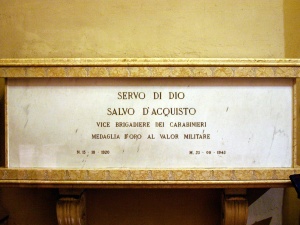 SERVO DI DIO
SALVO D'ACQUISTO
VICE BRIGADIERE DEI CARABINIERI
MEDAGLIA D'ORO AL VALOR MILITARE
N. 15 - 10 1920 M. 23 - 09 - 1943